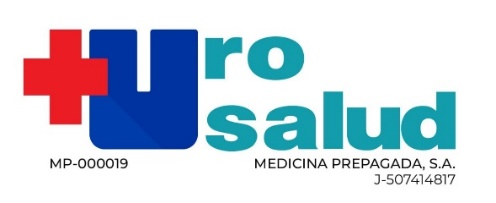 Uro
salud
MP-000019 MEDICINA PREPAGADA, S.A.
J-507414817